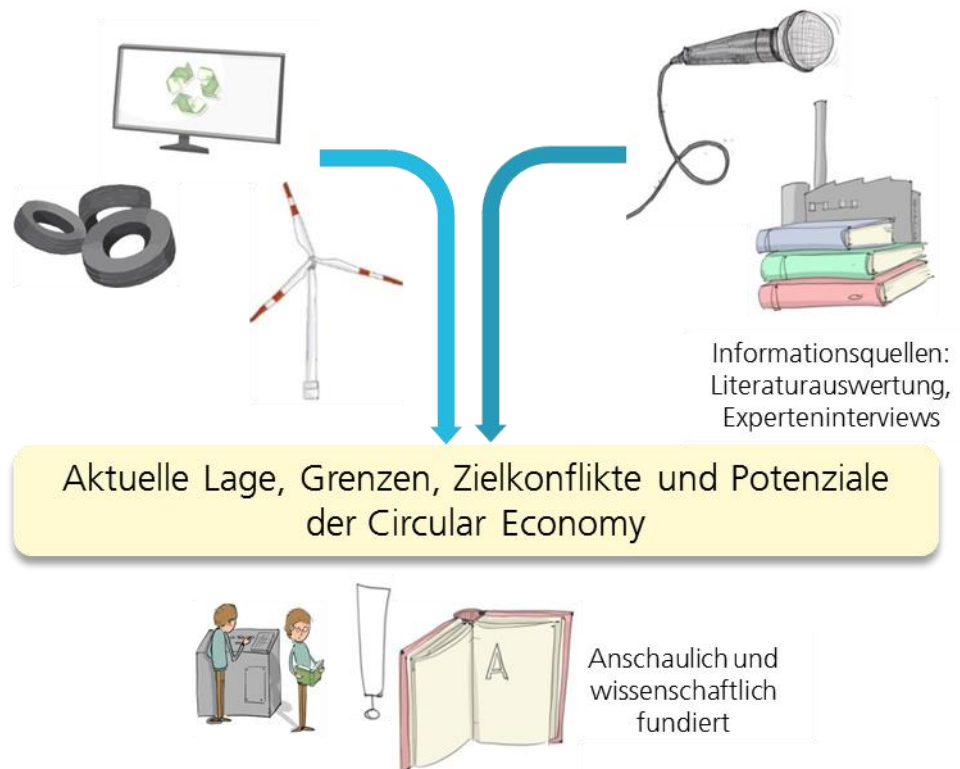 Informationsquellen:
Literaturauswertung,
Experteninterviews
Aktuelle Lage, Grenzen, Zielkonflikte und Potenziale
der Circular Economy
A
Anschaulich und
wissenschaftlich
fundiert